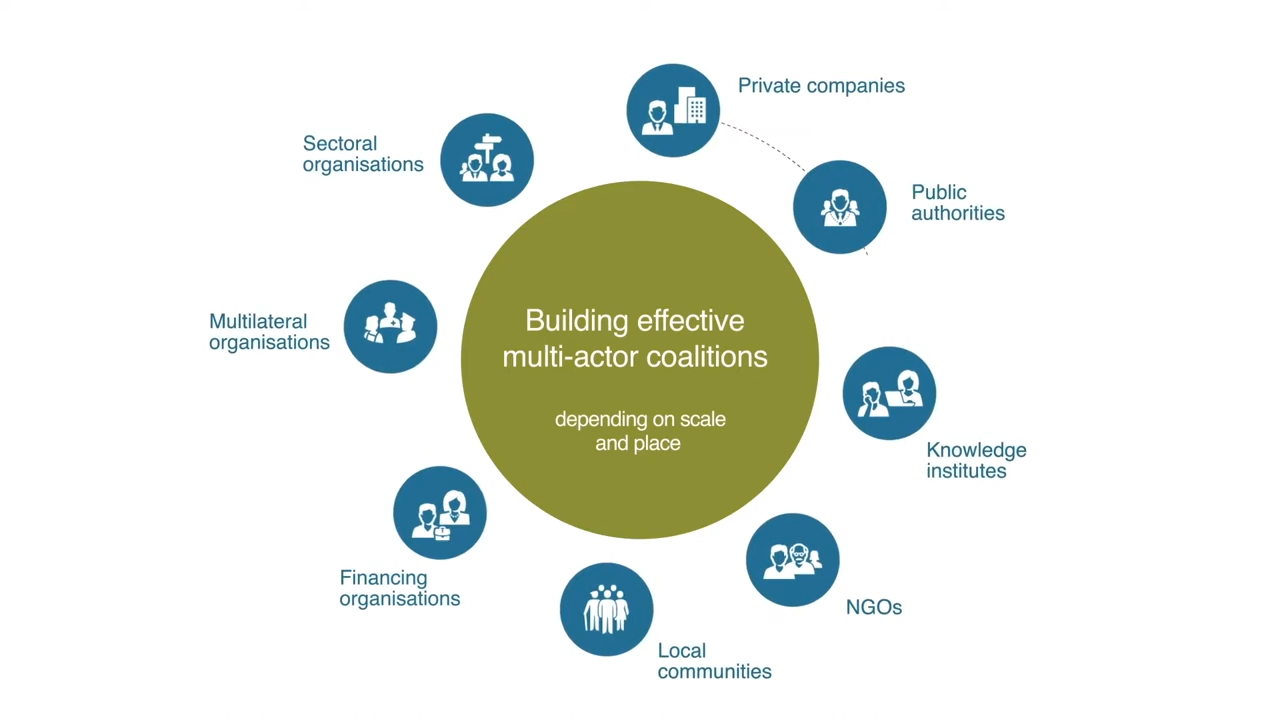 Private companies
Sectoral
organisations
Public
authorities
Multilateral
organisations
Building effective
multi-actor coalitions
depending on scale
and place
Knowledge
institutes
Financing
organisations
NGOs
Local
communities